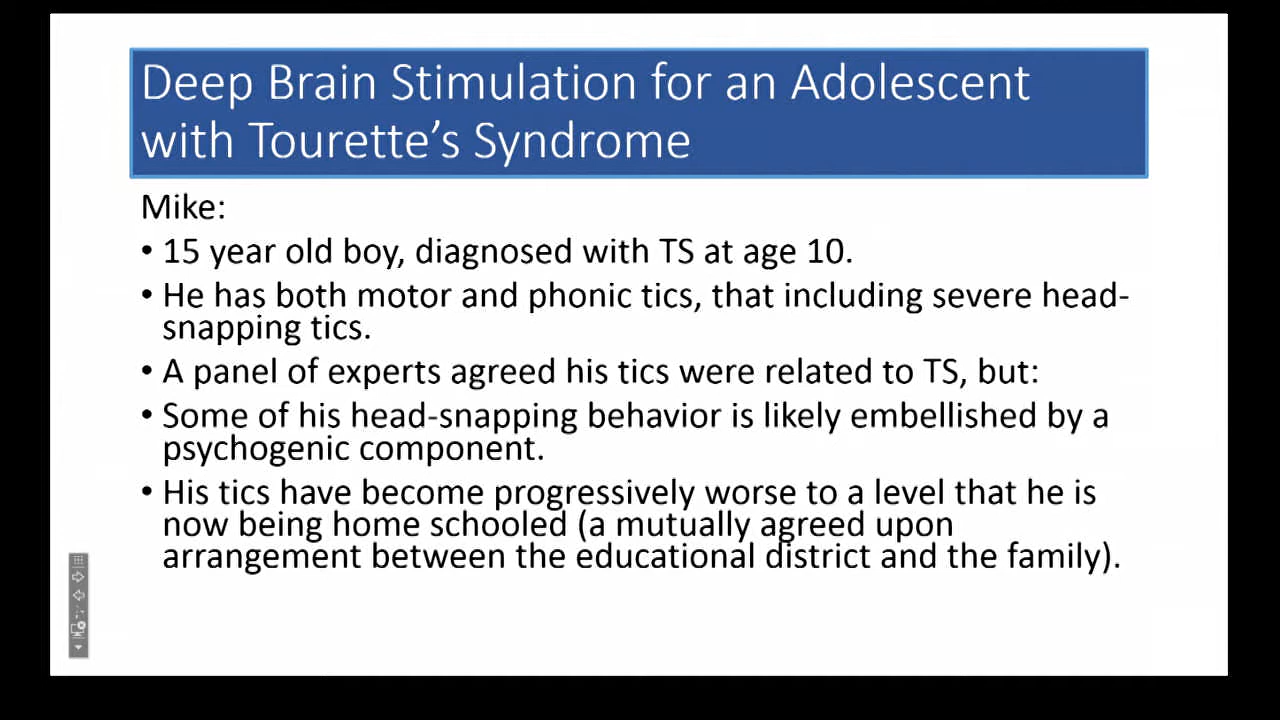 Deep Brain Stimulation for an Adolescent
with Tourette’s Syndrome
Mike:
• 15 year old boy, diagnosed with TS at age 10.
• He has both motor and phonic tics, that including severe head-
snapping tics.
• A panel of experts agreed his tics were related to TS, but:
• Some of his head-snapping behavior is likely embellished by a
psychogenic component.
• His tics have become progressively worse to a level that he is
now being home schooled (a mutually agreed upon
arrangement between the educational district and the family).